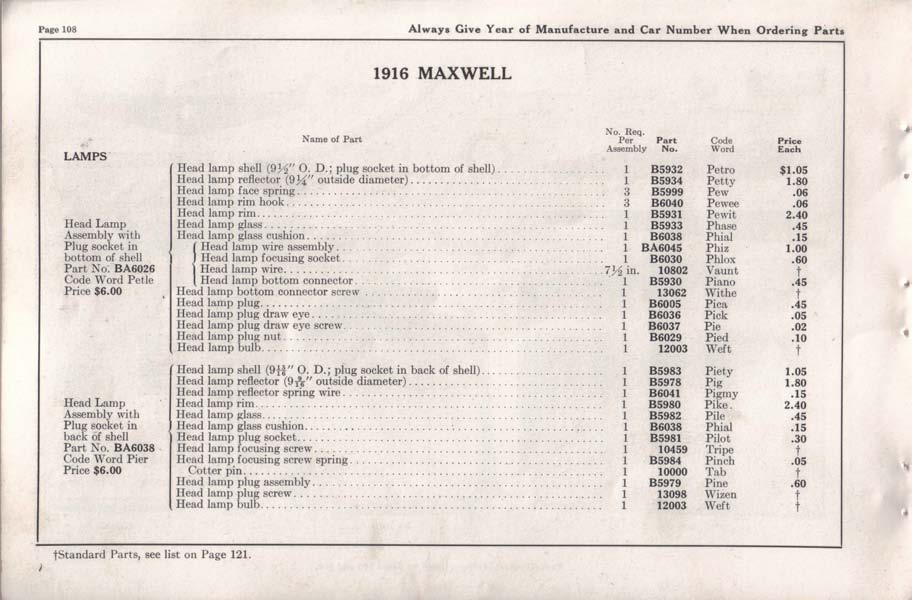 Page 108
Always Give Year of Manufacture and Car Number When Ordering Parts
1916 MAXWELL
Name of Part
No. Req. Per Assembly
Part No.
Code Word
Price Each
LAMPS
Head Lamp
Assembly with
Plug socket in
bottom of shell
Part No. BA6026
Code Word Petle
Price $6.00
Head lamp shell (9½″ O. D.; plug socket in bottom of shell) 1 B5932 Petro $1.05
Head lamp reflector (9¼″ outside diameter) 1 B5934 Petty 1.80
Head lamp face spring 3 B5999 Pew .06
Head lamp rim hook 3 B6040 Pewee .06
Head lamp rim 1 B5931 Pewit 2.40
Head lamp glass 1 B5933 Phase .45
Head lamp glass cushion 1 B6038 Phial .15
Head lamp wire assembly 1 BA6045 Phiz 1.00
Head lamp focusing socket 1 B6030 Phlox .60
Head lamp wire 7½ in. 10802 Vaunt †
Head lamp bottom connector 1 B5930 Piano .45
Head lamp bottom connector screw 1 13062 Withe †
Head lamp plug 1 B6005 Pica .45
Head lamp plug draw eye 1 B6036 Pick .05
Head lamp plug draw eye screw 1 B6037 Pie .02
Head lamp plug nut 1 B6029 Pied .10
Head lamp bulb 1 12003 Weft †
Head Lamp
Assembly with
Plug socket in
back of shell
Part No. BA6038
Code Word Pier
Price $6.00
Head lamp shell O. D.; plug socket in back of shell) 1 B5983 Piety 1.05
Head lamp reflector (9 9/16″ outside diameter) 1 B5978 Pig 1.80
Head lamp reflector spring wire 1 B6041 Pigmy .15
Head lamp rim 1 B5980 Pike. 2.40
Head lamp glass 1 B5982 Pile .45
Head lamp glass cushion 1 B6038 Phial .15
Head lamp plug socket 1 B5981 Pilot .30
Head lamp focusing screw 1 10459 Tripe †
Head lamp focusing screw spring 1 B5984 Pinch .05
Cotter pin 1 10000 Tab †
Head lamp plug assembly 1 B5979 Pine .60
Head lamp plug screw 1 13098 Wizen †
Head lamp bulb 1 12003 Weft †
†Standard Parts, see list on Page 121.